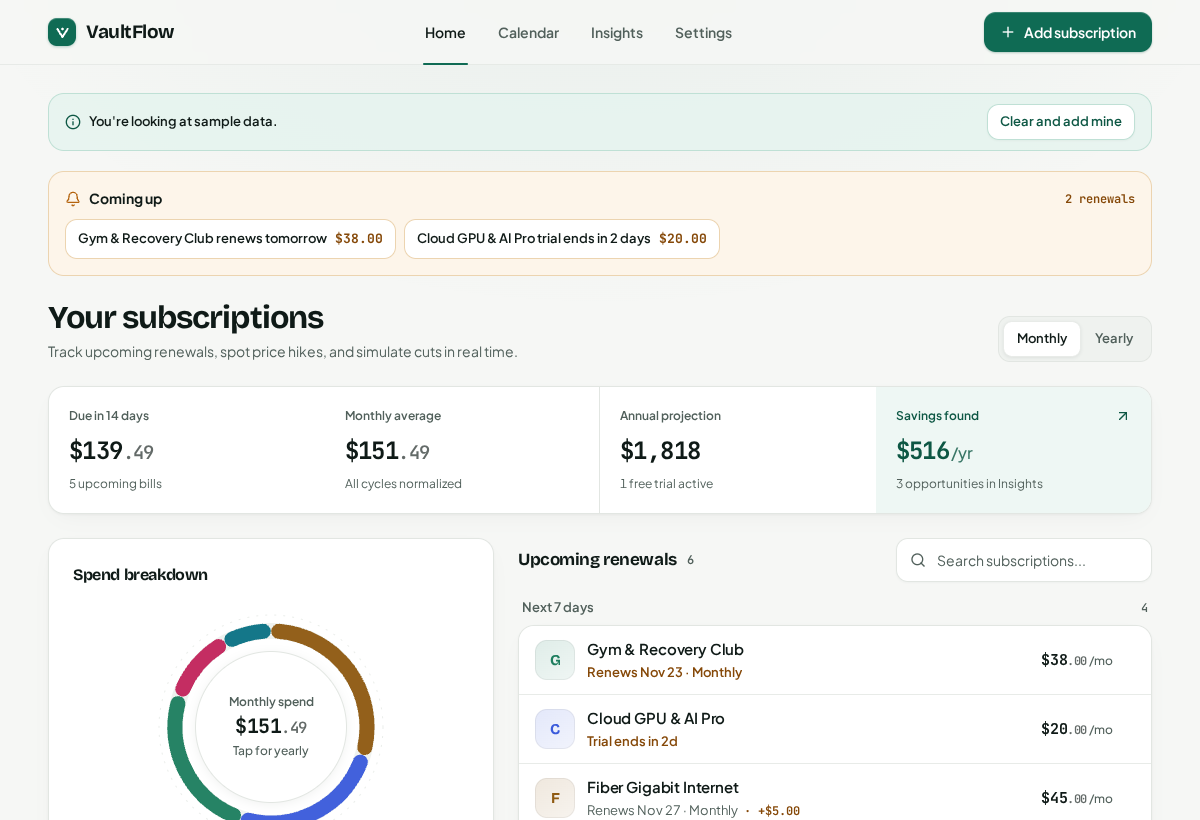 VaultFlow
Home
Calendar
Insights
Settings
Add subscription
You're looking at sample data.
Clear and add mine
Coming up
2 renewals
Gym & Recovery Club renews tomorrow $38.00
Cloud GPU & AI Pro trial ends in 2 days $20.00
Your subscriptions
Track upcoming renewals, spot price hikes, and simulate cuts in real time.
Monthly
Yearly
Due in 14 days
$139.49
5 upcoming bills
Monthly average
$151.49
All cycles normalized
Annual projection
$1,818
1 free trial active
Savings found
$516/yr
3 opportunities in Insights
Spend breakdown
Monthly spend
$151.49
Tap for yearly
Upcoming renewals 6
Search subscriptions...
Next 7 days
4
G
Gym & Recovery Club
Renews Nov 23 · Monthly
$38.00/mo
C
Cloud GPU & AI Pro
Trial ends in 2d
$20.00/mo
F
Fiber Gigabit Internet
Renews Nov 27 · Monthly · +$5.00
$45.00/mo